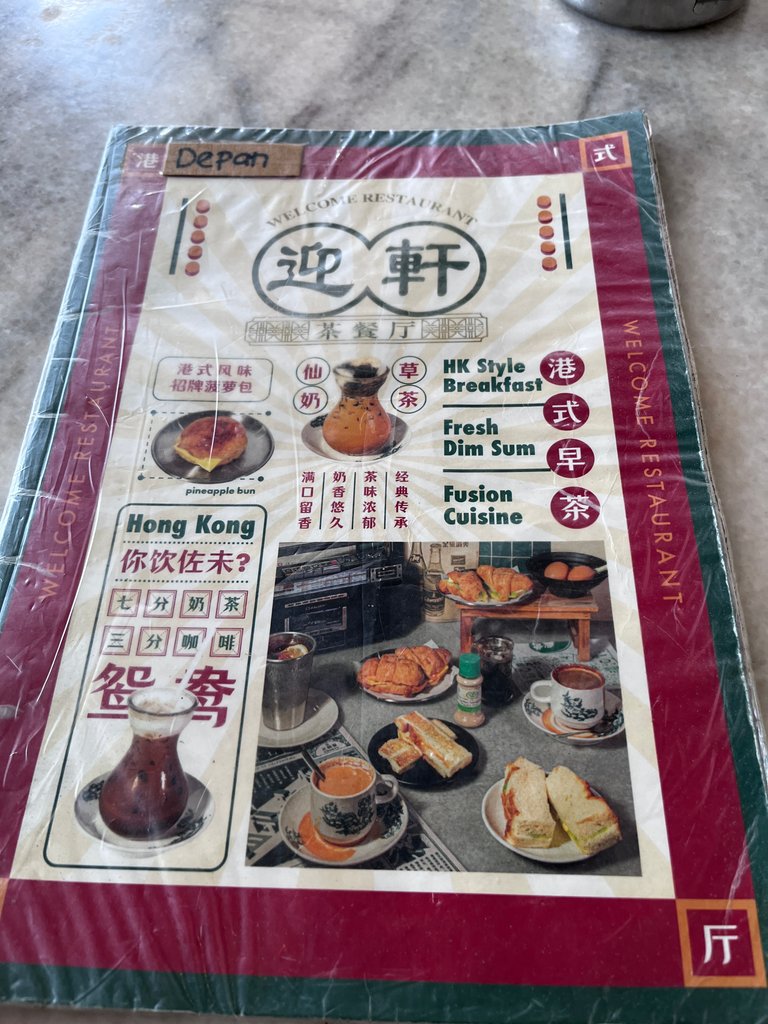 港
Depan
式
WELCOME RESTAURANT
迎軒
茶餐厅
港式风味
招牌菠萝包
pineapple bun
仙草
奶茶
满口留香
奶香悠久
茶味浓郁
经典传承
HK Style
Breakfast
Fresh
Dim Sum
Fusion
Cuisine
港式早茶
Hong Kong
你饮佐未?
七分奶茶
三分咖啡
鸳鸯
WELCOME RESTAURANT
WELCOME RESTAURANT
厅